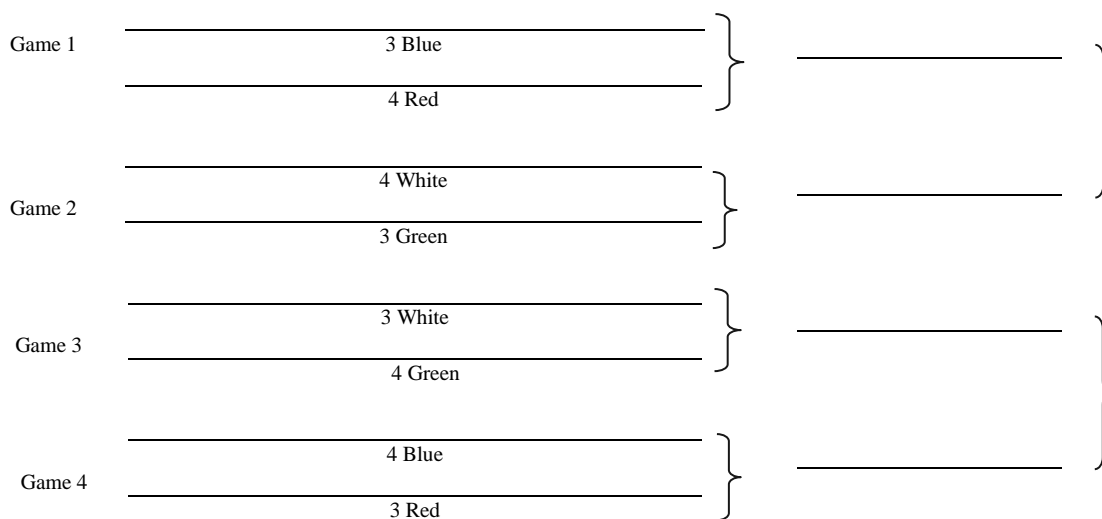 Game 1
3 Blue
4 Red
4 White
Game 2
3 Green
3 White
Game 3
4 Green
4 Blue
Game 4
3 Red